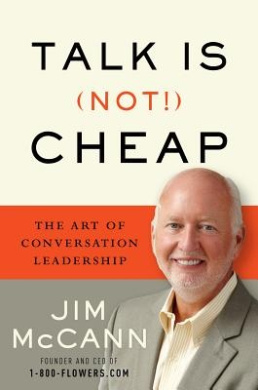 TALK IS
(NOT!)
CHEAP
THE ART OF
CONVERSATION
LEADERSHIP
JIM
McCANN
FOUNDER AND CEO OF
1-800-FLOWERS.COM